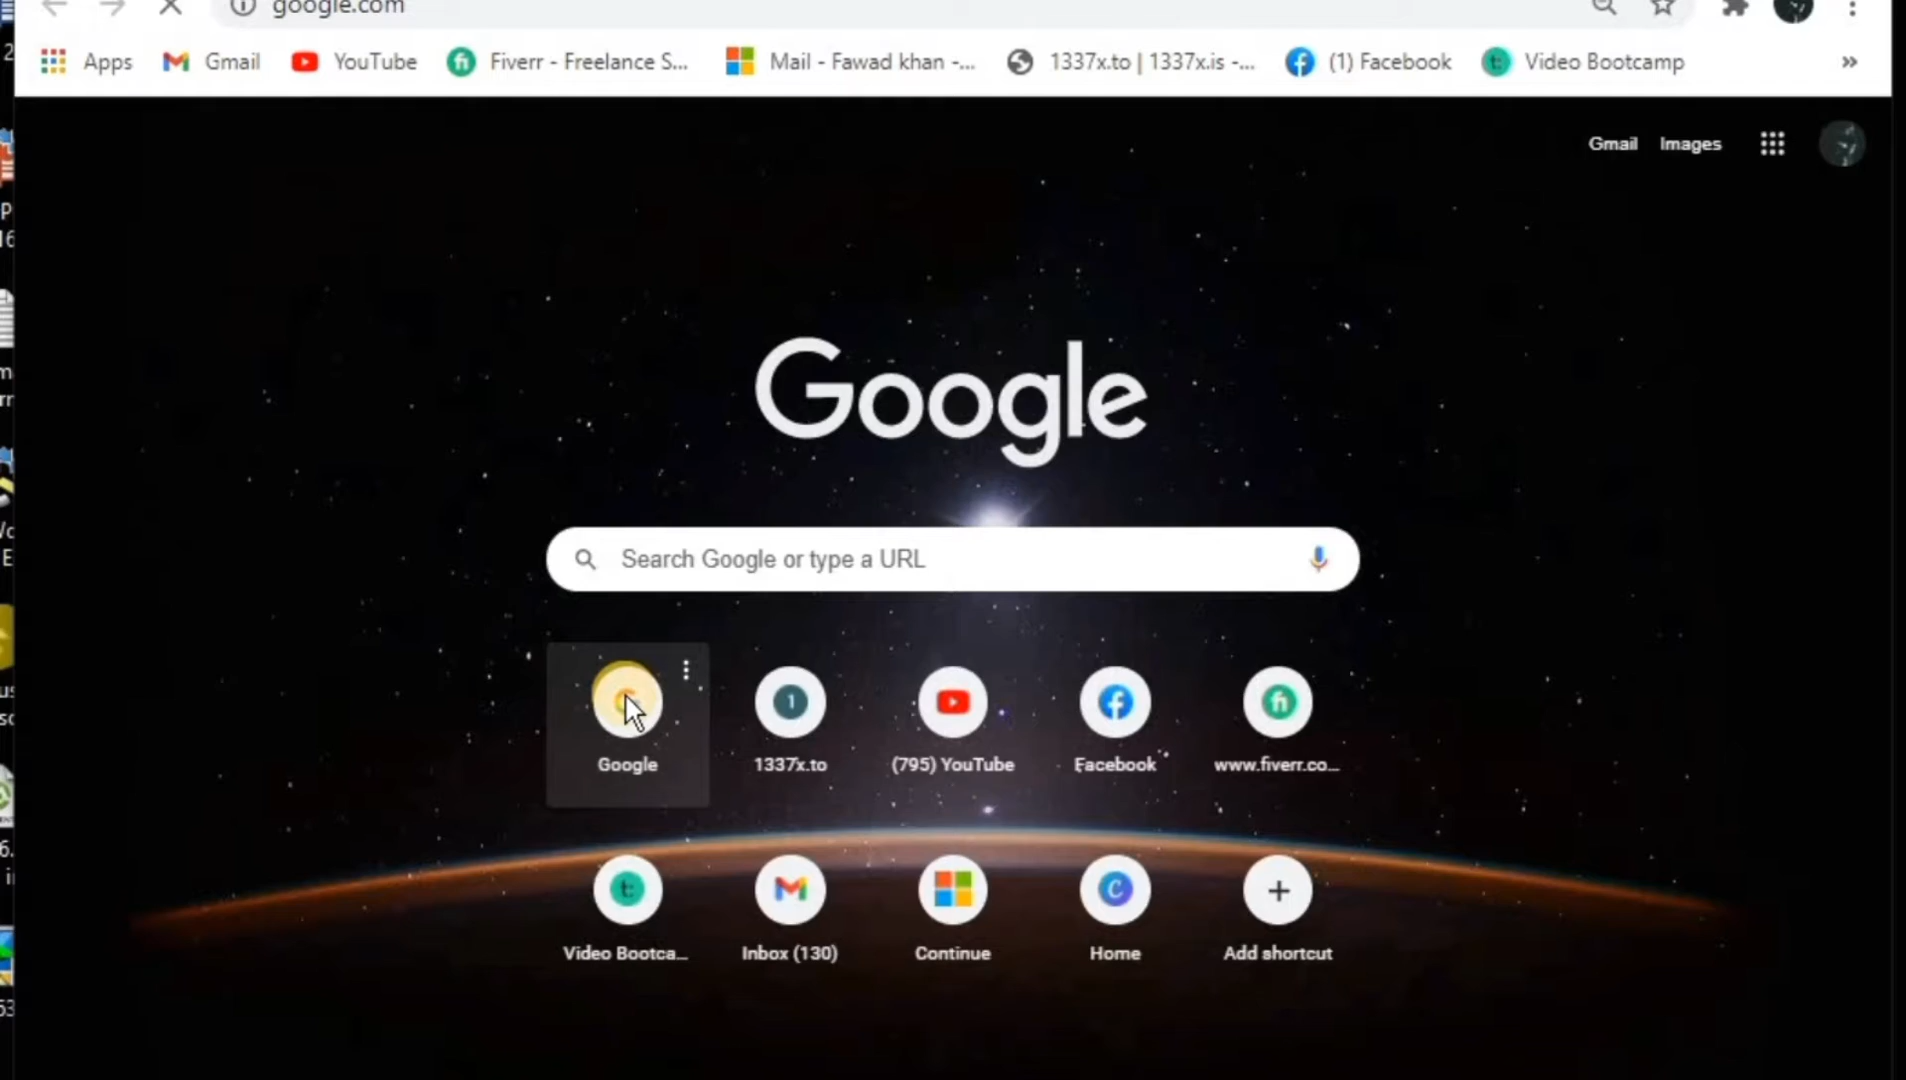 google.com
Apps Gmail YouTube Fiverr - Freelance S... Mail - Fawad khan -... 1337x.to | 1337x.is -... (1) Facebook Video Bootcamp »
Gmail Images
Google
Search Google or type a URL
Google 1337x.to (795) YouTube Facebook www.fiverr.co...
Video Bootca... Inbox (130) Continue Home Add shortcut